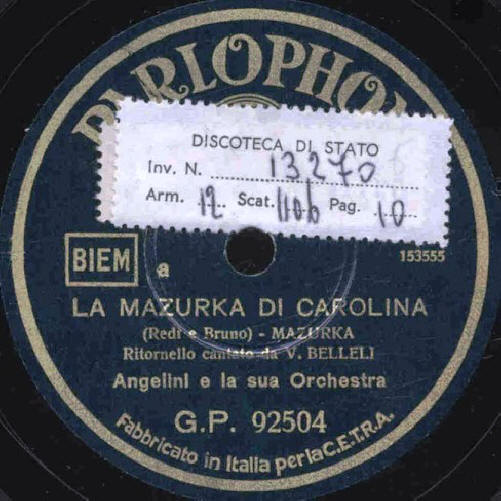 PARLOPHON
DISCOTECA DI STATO
Inv. N. 13270
Arm. 12 Scat. 110b Pag. 10
BIEM a
153555
LA MAZURKA DI CAROLINA
(Redi e Bruno) - MAZURKA
Ritornello cantato da V. BELLELI
Angelini e la sua Orchestra
G.P. 92504
Fabbricato in Italia per la C.E.T.R.A.